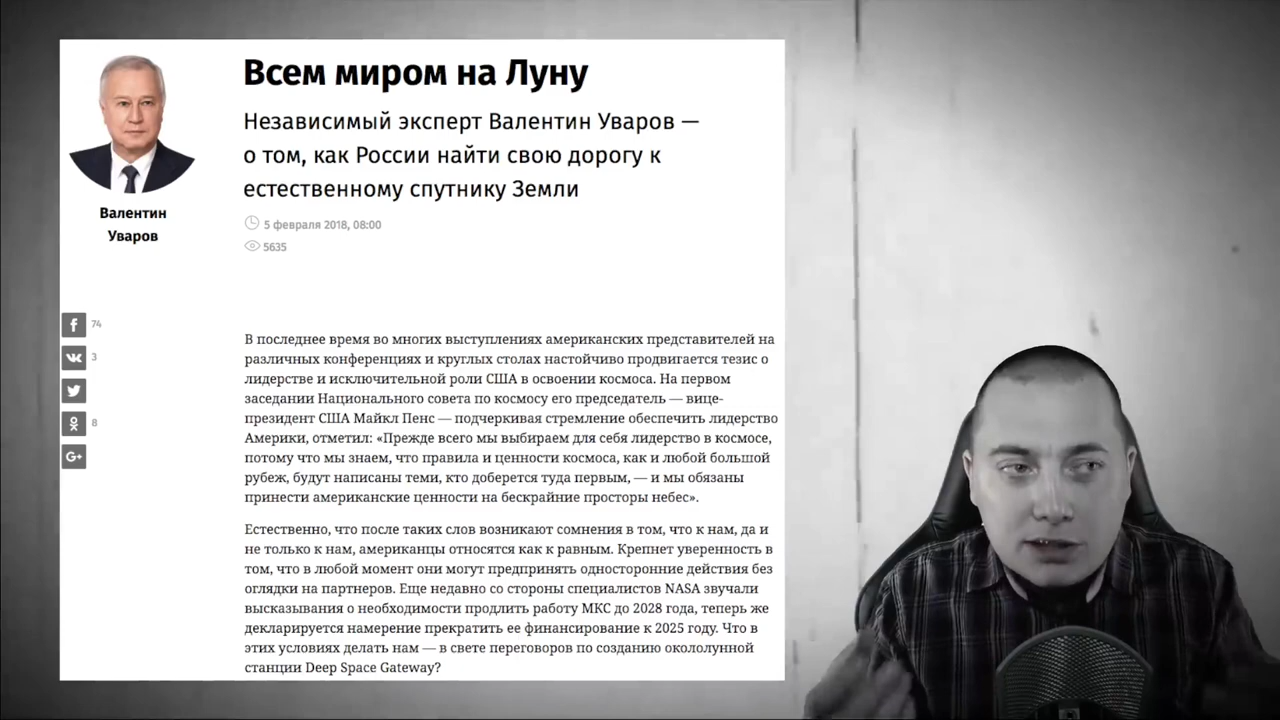 Всем миром на Луну
Независимый эксперт Валентин Уваров —
о том, как России найти свою дорогу к
естественному спутнику Земли
5 февраля 2018, 08:00
5635
Валентин
Уваров
74
3
8
G+
В последнее время во многих выступлениях американских представителей на
различных конференциях и круглых столах настойчиво продвигается тезис о
лидерстве и исключительной роли США в освоении космоса. На первом
заседании Национального совета по космосу его председатель — вице-
президент США Майкл Пенс — подчеркивая стремление обеспечить лидерство
Америки, отметил: «Прежде всего мы выбираем для себя лидерство в космосе,
потому что мы знаем, что правила и ценности космоса, как и любой большой
рубеж, будут написаны теми, кто доберется туда первым, — и мы обязаны
принести американские ценности на бескрайние просторы небес».
Естественно, что после таких слов возникают сомнения в том, что к нам, да и
не только к нам, американцы относятся как к равным. Крепнет уверенность в
том, что в любой момент они могут предпринять односторонние действия без
оглядки на партнеров. Еще недавно со стороны специалистов NASA звучали
высказывания о необходимости продлить работу МКС до 2028 года, теперь же
декларируется намерение прекратить ее финансирование к 2025 году. Что в
этих условиях делать нам — в свете переговоров по созданию окололунной
станции Deep Space Gateway?